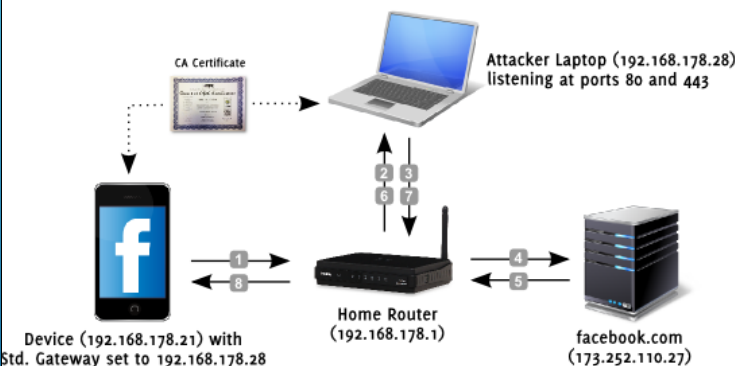 CA Certificate
Attacker Laptop (192.168.178.28)
listening at ports 80 and 443
2
3
6
7
f
1
8
4
5
Home Router
(192.168.178.1)
Device (192.168.178.21) with
Std. Gateway set to 192.168.178.28
facebook.com
(173.252.110.27)